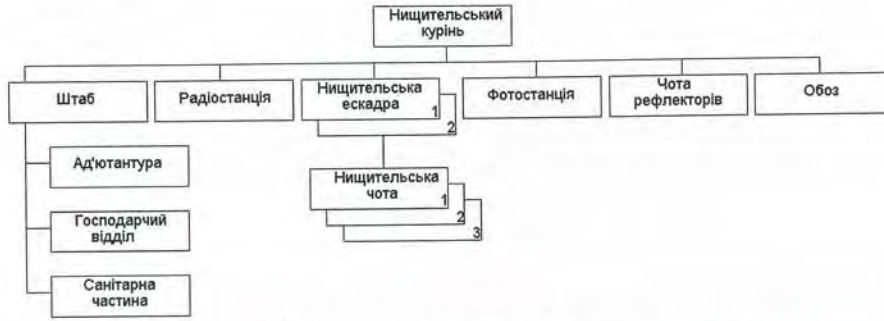 Нищительський
курінь
Штаб
Радіостанція
Нищительська
ескадра
1
2
Фотостанція
Чота
рефлекторів
Обоз
Ад'ютантура
Господарчий
відділ
Санітарна
частина
Нищительська
чота
1
2
3